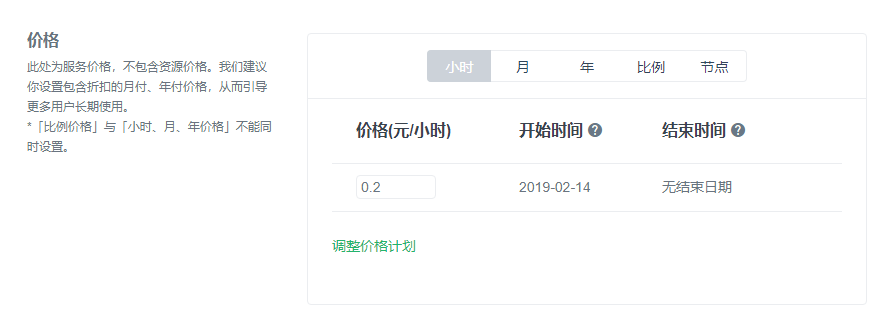 价格
此处为服务价格，不包含资源价格。我们建议
你设置包含折扣的月付、年付价格，从而引导
更多用户长期使用。
*「比例价格」与「小时、月、年价格」不能同
时设置。
小时 月 年 比例 节点
价格(元/小时) 开始时间 ? 结束时间 ?
0.2 2019-02-14 无结束日期
调整价格计划